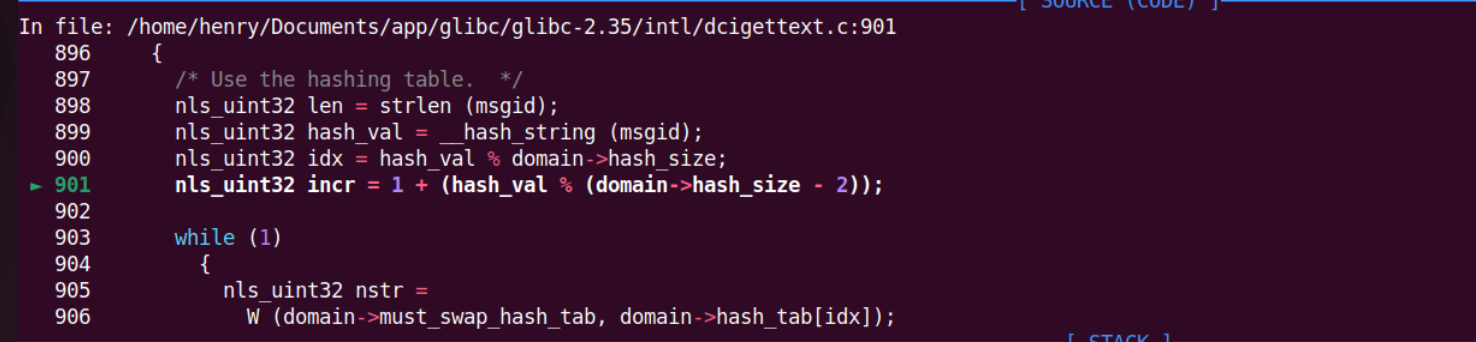 [ SOURCE (CODE) ]
In file: /home/henry/Documents/app/glibc/glibc-2.35/intl/dcigettext.c:901
896 {
897 /* Use the hashing table.  */
898 nls_uint32 len = strlen (msgid);
899 nls_uint32 hash_val = __hash_string (msgid);
900 nls_uint32 idx = hash_val % domain->hash_size;
► 901 nls_uint32 incr = 1 + (hash_val % (domain->hash_size - 2));
902
903 while (1)
904 {
905 nls_uint32 nstr =
906 W (domain->must_swap_hash_tab, domain->hash_tab[idx]);
[ STACK ]